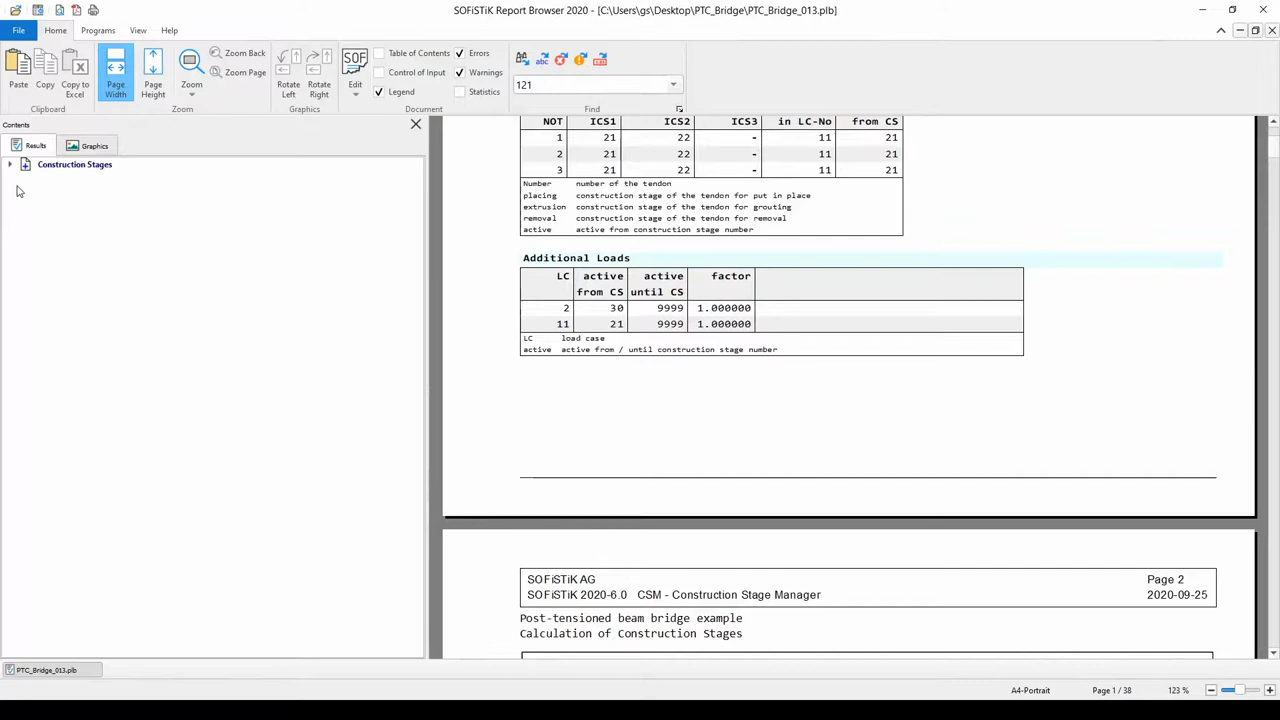 SOFiSTiK Report Browser 2020 - [C:\Users\gs\Desktop\PTC_Bridge\PTC_Bridge_013.plb]
File Home Programs View Help
Paste Copy Copy to Excel
Clipboard
Page Width Page Height Zoom Zoom Back Zoom Page
Zoom
Rotate Left Rotate Right
Graphics
SOF Edit Table of Contents Errors
Control of Input Warnings
Legend Statistics
Document
abc
121
Find
Contents
Results Graphics
Construction Stages
NOT ICS1 ICS2 ICS3 in LC-No from CS
1 21 22 - 11 21
2 21 22 - 11 21
3 21 22 - 11 21
Number number of the tendon
placing construction stage of the tendon for put in place
extrusion construction stage of the tendon for grouting
removal construction stage of the tendon for removal
active active from construction stage number
Additional Loads
LC active active factor
from CS until CS
2 30 9999 1.000000
11 21 9999 1.000000
LC load case
active active from / until construction stage number
SOFiSTiK AG Page 2
SOFiSTiK 2020-6.0 CSM - Construction Stage Manager 2020-09-25
Post-tensioned beam bridge example
Calculation of Construction Stages
PTC_Bridge_013.plb
A4-Portrait Page 1 / 38 123 %